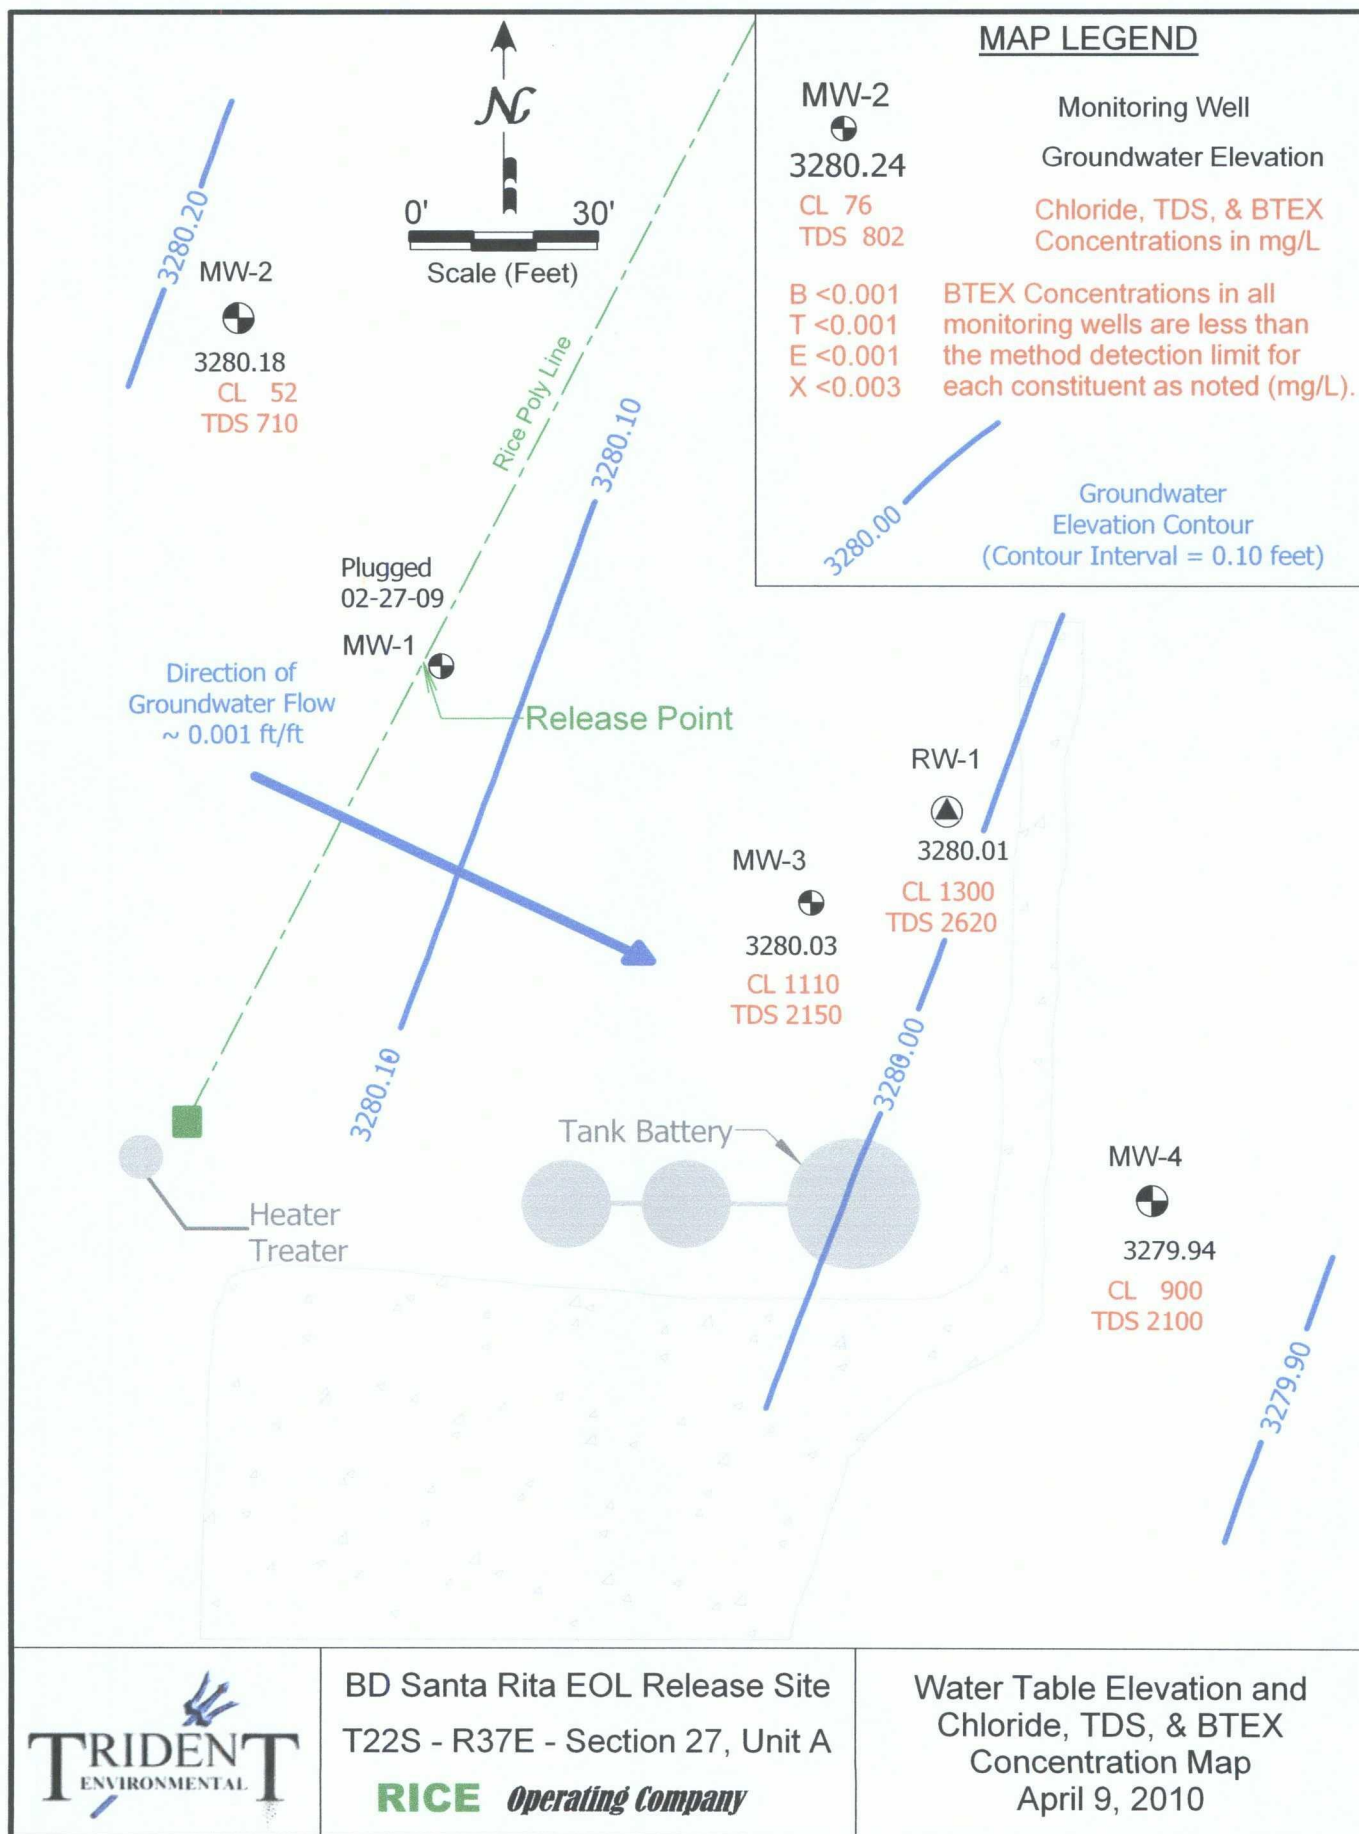 MAP LEGEND
MW-2
3280.24
CL 76
TDS 802
Monitoring Well
Groundwater Elevation
Chloride, TDS, & BTEX
Concentrations in mg/L
B <0.001
T <0.001
E <0.001
X <0.003
BTEX Concentrations in all
monitoring wells are less than
the method detection limit for
each constituent as noted (mg/L).
3280.00
Groundwater
Elevation Contour
(Contour Interval = 0.10 feet)
N
0' 30'
Scale (Feet)
3280.20
MW-2
3280.18
CL 52
TDS 710
Rice Poly Line
3280.10
Plugged
02-27-09
MW-1
Release Point
Direction of
Groundwater Flow
~ 0.001 ft/ft
RW-1
3280.01
CL 1300
TDS 2620
MW-3
3280.03
CL 1110
TDS 2150
3280.10
3280.00
Tank Battery
Heater
Treater
MW-4
3279.94
CL 900
TDS 2100
3279.90
TRIDENT
ENVIRONMENTAL
BD Santa Rita EOL Release Site
T22S - R37E - Section 27, Unit A
RICE Operating Company
Water Table Elevation and
Chloride, TDS, & BTEX
Concentration Map
April 9, 2010